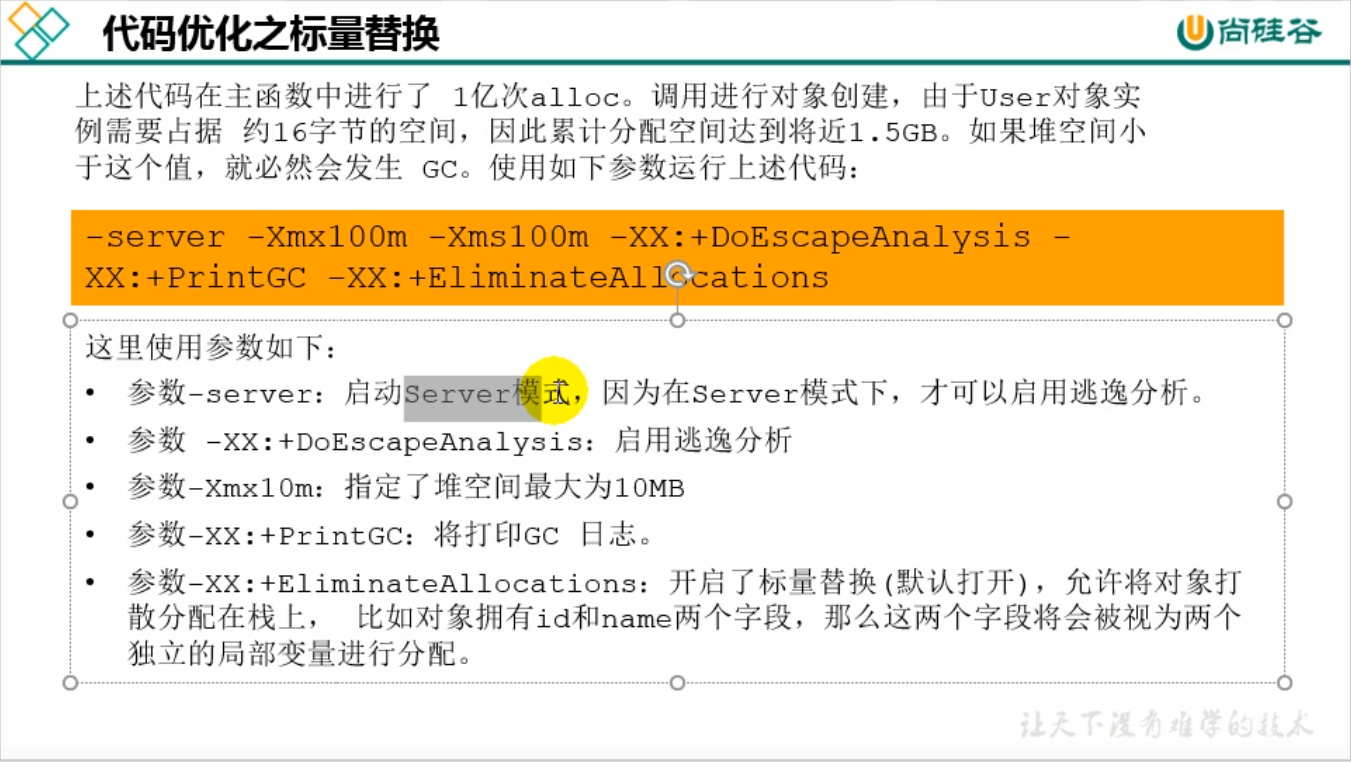 代码优化之标量替换
尚硅谷
上述代码在主函数中进行了 1亿次alloc。调用进行对象创建，由于User对象实
例需要占据 约16字节的空间，因此累计分配空间达到将近1.5GB。如果堆空间小
于这个值，就必然会发生 GC。使用如下参数运行上述代码：
-server -Xmx100m -Xms100m -XX:+DoEscapeAnalysis -
XX:+PrintGC -XX:+EliminateAllocations
这里使用参数如下：
• 参数-server：启动Server模式，因为在Server模式下，才可以启用逃逸分析。
• 参数 -XX:+DoEscapeAnalysis：启用逃逸分析
• 参数-Xmx10m：指定了堆空间最大为10MB
• 参数-XX:+PrintGC：将打印GC 日志。
• 参数-XX:+EliminateAllocations：开启了标量替换(默认打开)，允许将对象打
散分配在栈上， 比如对象拥有id和name两个字段，那么这两个字段将会被视为两个
独立的局部变量进行分配。
让天下没有难学的技术